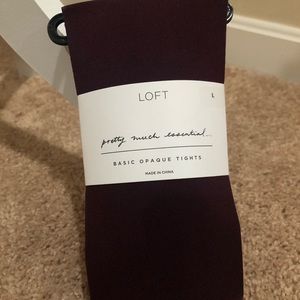 LOFT
L
pretty much essential...
BASIC OPAQUE TIGHTS
MADE IN CHINA